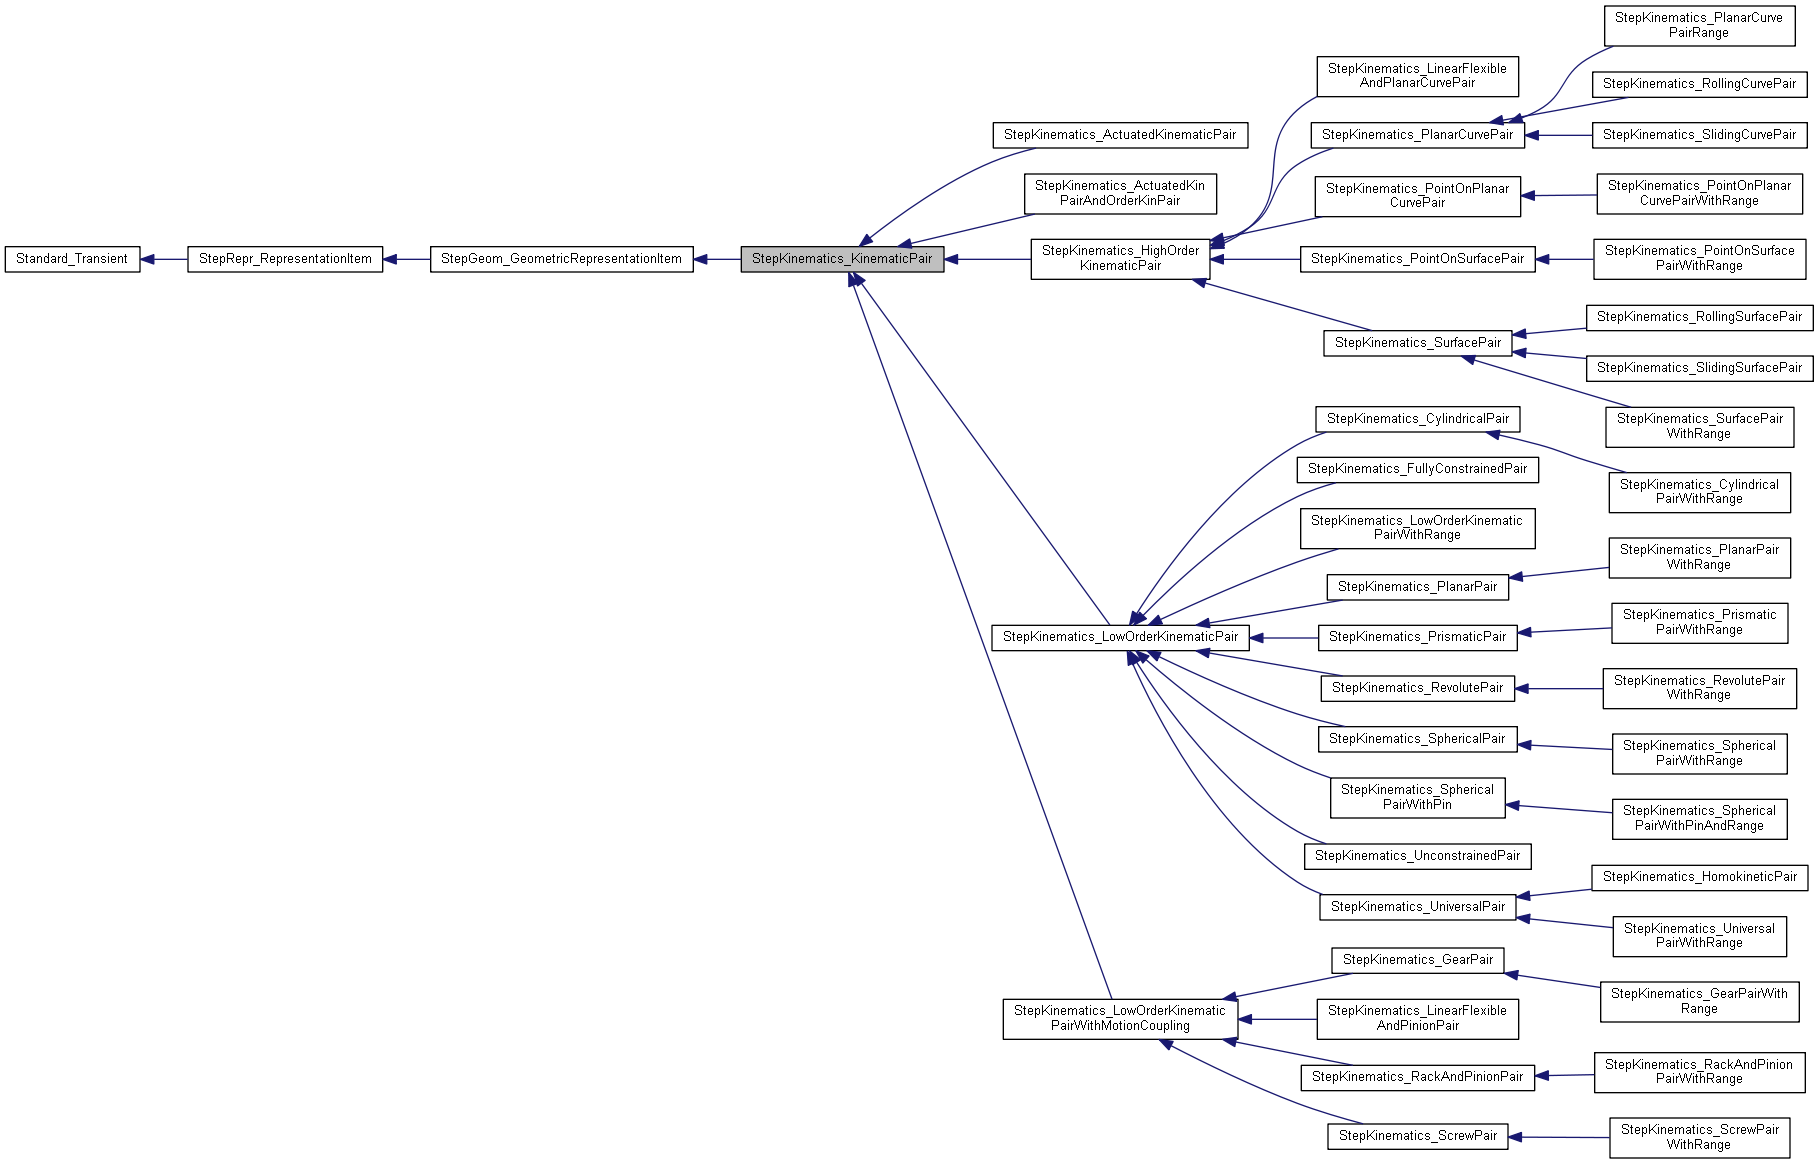 Standard_Transient
StepRepr_RepresentationItem
StepGeom_GeometricRepresentationItem
StepKinematics_KinematicPair
StepKinematics_ActuatedKinematicPair
StepKinematics_ActuatedKin
PairAndOrderKinPair
StepKinematics_HighOrder
KinematicPair
StepKinematics_LinearFlexible
AndPlanarCurvePair
StepKinematics_PlanarCurvePair
StepKinematics_PlanarCurve
PairRange
StepKinematics_RollingCurvePair
StepKinematics_SlidingCurvePair
StepKinematics_PointOnPlanar
CurvePair
StepKinematics_PointOnPlanar
CurvePairWithRange
StepKinematics_PointOnSurfacePair
StepKinematics_PointOnSurface
PairWithRange
StepKinematics_SurfacePair
StepKinematics_RollingSurfacePair
StepKinematics_SlidingSurfacePair
StepKinematics_SurfacePair
WithRange
StepKinematics_LowOrderKinematicPair
StepKinematics_CylindricalPair
StepKinematics_Cylindrical
PairWithRange
StepKinematics_FullyConstrainedPair
StepKinematics_LowOrderKinematic
PairWithRange
StepKinematics_PlanarPair
StepKinematics_PlanarPair
WithRange
StepKinematics_PrismaticPair
StepKinematics_Prismatic
PairWithRange
StepKinematics_RevolutePair
StepKinematics_RevolutePair
WithRange
StepKinematics_SphericalPair
StepKinematics_Spherical
PairWithRange
StepKinematics_Spherical
PairWithPin
StepKinematics_Spherical
PairWithPinAndRange
StepKinematics_UnconstrainedPair
StepKinematics_UniversalPair
StepKinematics_HomokineticPair
StepKinematics_Universal
PairWithRange
StepKinematics_LowOrderKinematic
PairWithMotionCoupling
StepKinematics_GearPair
StepKinematics_GearPairWith
Range
StepKinematics_LinearFlexible
AndPinionPair
StepKinematics_RackAndPinionPair
StepKinematics_RackAndPinion
PairWithRange
StepKinematics_ScrewPair
StepKinematics_ScrewPair
WithRange